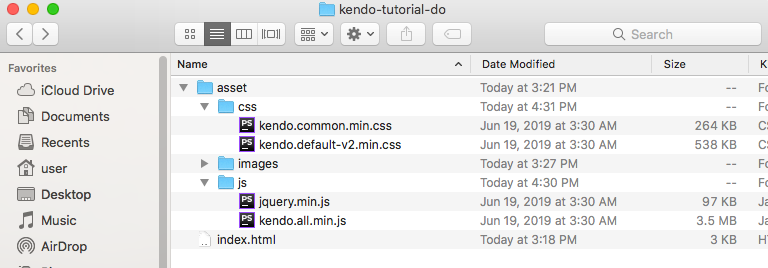 kendo-tutorial-do
Search
Favorites
Name Date Modified Size K
iCloud Drive
Documents
Recents
user
Desktop
Music
AirDrop
asset Today at 3:21 PM -- Fo
css Today at 4:31 PM -- Fo
PS kendo.common.min.css Jun 19, 2019 at 3:30 AM 264 KB CS
PS kendo.default-v2.min.css Jun 19, 2019 at 3:30 AM 538 KB CS
images Today at 3:27 PM -- Fo
js Today at 4:30 PM -- Fo
PS jquery.min.js Jun 19, 2019 at 3:30 AM 97 KB Ja
PS kendo.all.min.js Jun 19, 2019 at 3:30 AM 3.5 MB Ja
index.html Today at 3:18 PM 3 KB HT